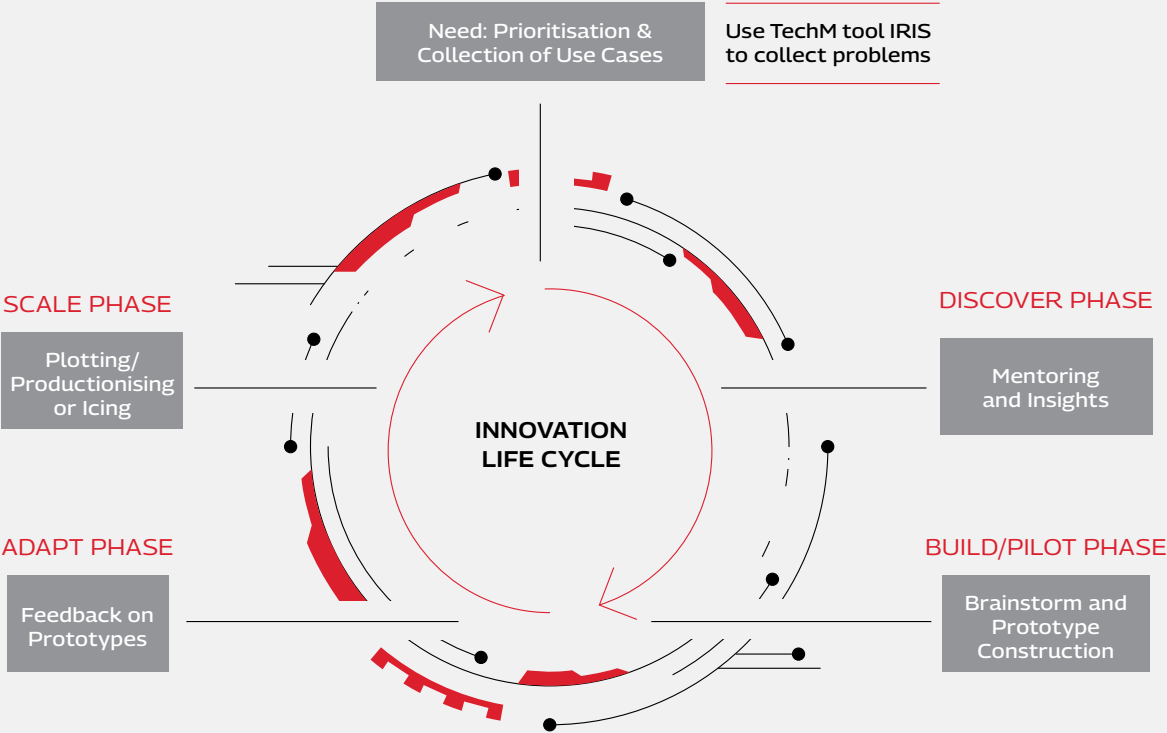 Need: Prioritisation &
Collection of Use Cases
Use TechM tool IRIS
to collect problems
SCALE PHASE
Plotting/
Productionising
or Icing
DISCOVER PHASE
Mentoring
and Insights
INNOVATION
LIFE CYCLE
ADAPT PHASE
Feedback on
Prototypes
BUILD/PILOT PHASE
Brainstorm and
Prototype
Construction